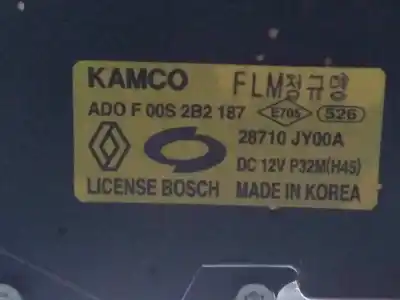 KAMCO FLM정규양
ADO F 00S 2B2 187 E705 526
28710 JY00A
DC 12V P32M(H45)
LICENSE BOSCH MADE IN KOREA